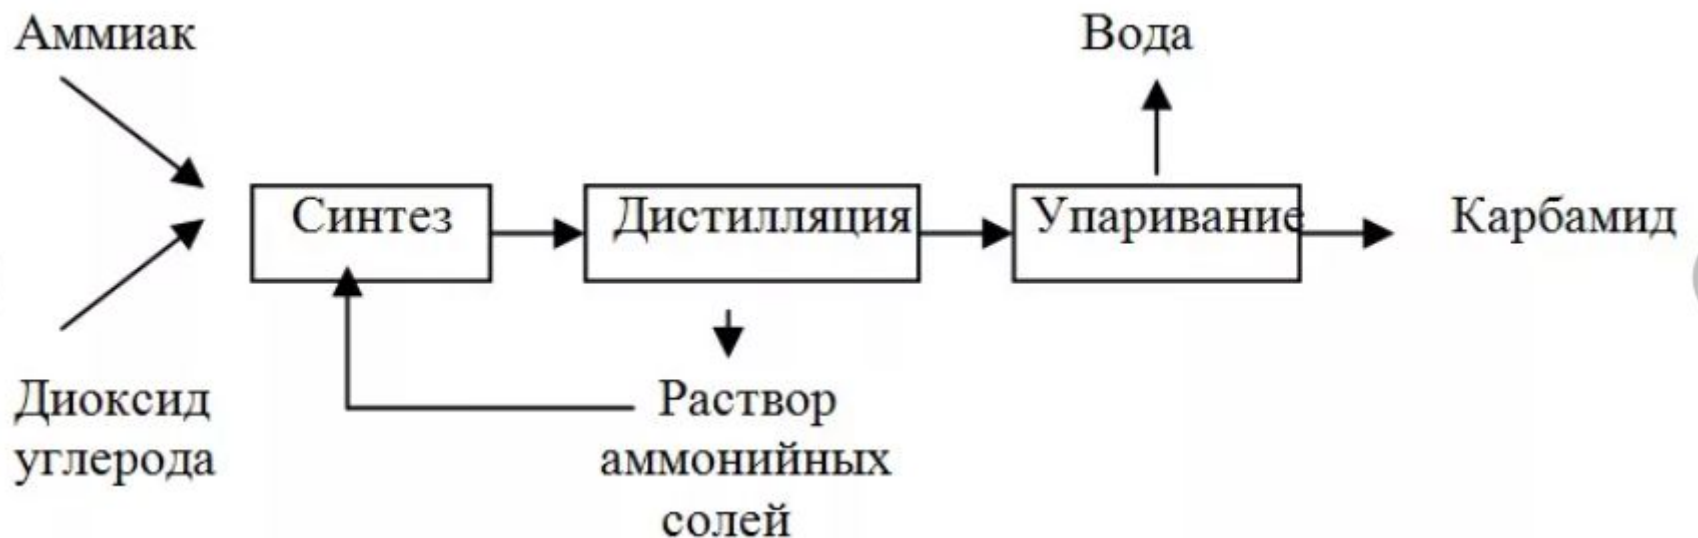 Аммиак
Вода
Синтез
Дистилляция
Упаривание
Карбамид
Диоксид
углерода
Раствор
аммонийных
солей